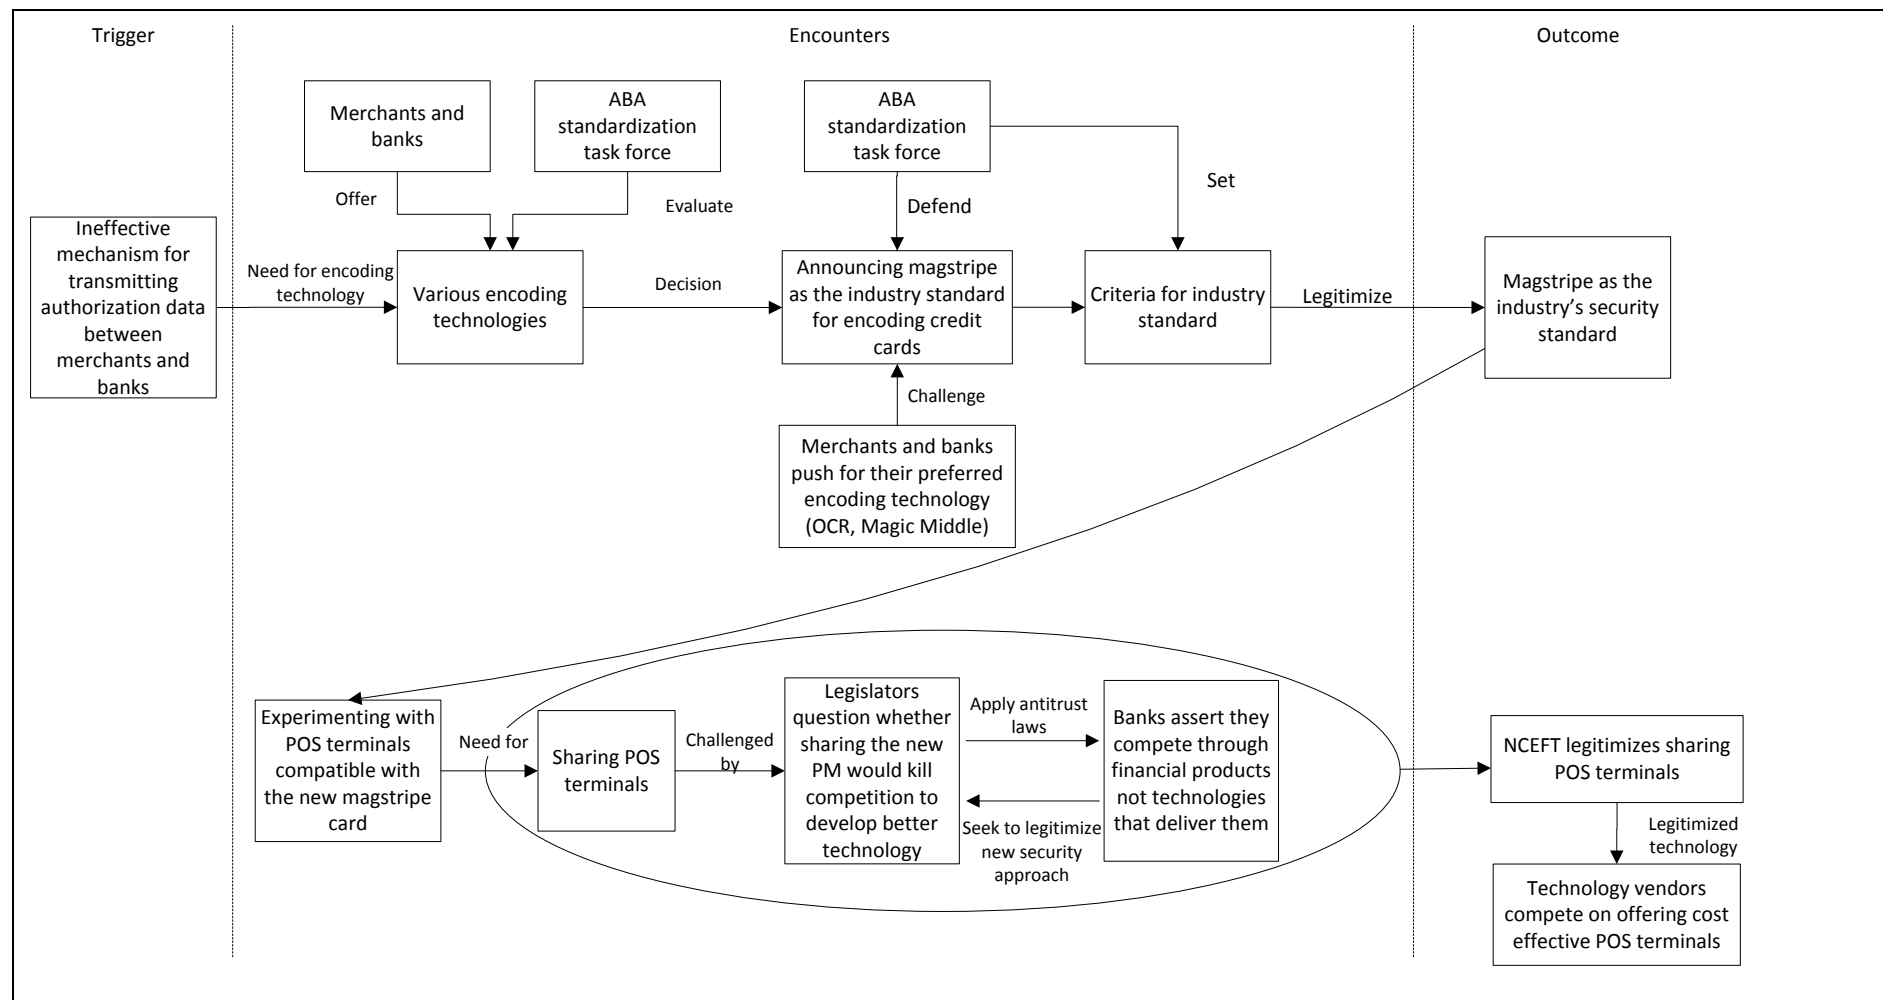 Trigger
Encounters
Outcome
Merchants and
banks
ABA
standardization
task force
ABA
standardization
task force
Offer
Evaluate
Defend
Set
Ineffective
mechanism for
transmitting
authorization data
between
merchants and
banks
Need for encoding
technology
Various encoding
technologies
Decision
Announcing magstripe
as the industry standard
for encoding credit
cards
Criteria for industry
standard
Legitimize
Magstripe as the
industry’s security
standard
Challenge
Merchants and banks
push for their preferred
encoding technology
(OCR, Magic Middle)
Experimenting with
POS terminals
compatible with
the new magstripe
card
Need for
Sharing POS
terminals
Challenged
by
Legislators
question whether
sharing the new
PM would kill
competition to
develop better
technology
Apply antitrust
laws
Seek to legitimize
new security
approach
Banks assert they
compete through
financial products
not technologies
that deliver them
NCEFT legitimizes sharing
POS terminals
Legitimized
technology
Technology vendors
compete on offering cost
effective POS terminals